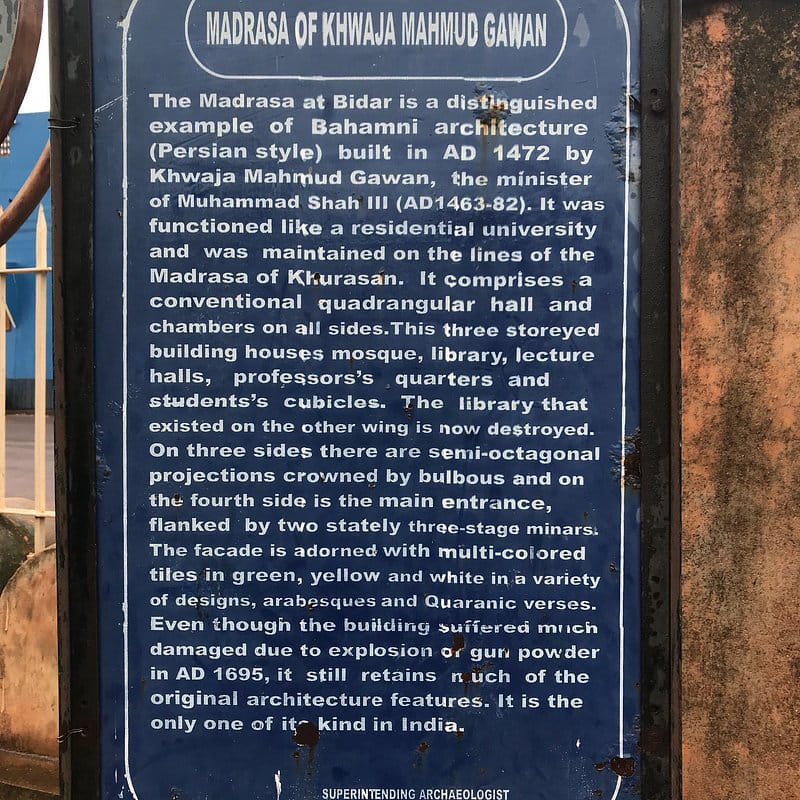 MADRASA OF KHWAJA MAHMUD GAWAN
The Madrasa at Bidar is a distinguished
example of Bahamni architecture
(Persian style) built in AD 1472 by
Khwaja Mahmud Gawan, the minister
of Muhammad Shah III (AD1463-82). It was
functioned like a residential university
and was maintained on the lines of the
Madrasa of Khurasan. It comprises a
conventional quadrangular hall and
chambers on all sides.This three storeyed
building houses mosque, library, lecture
halls, professors's quarters and
students's cubicles. The library that
existed on the other wing is now destroyed.
On three sides there are semi-octagonal
projections crowned by bulbous and on
the fourth side is the main entrance,
flanked by two stately three-stage minars.
The facade is adorned with multi-colored
tiles in green, yellow and white in a variety
of designs, arabesques and Quaranic verses.
Even though the building suffered much
damaged due to explosion of gun powder
in AD 1695, it still retains much of the
original architecture features. It is the
only one of its kind in India.
SUPERINTENDING ARCHAEOLOGIST